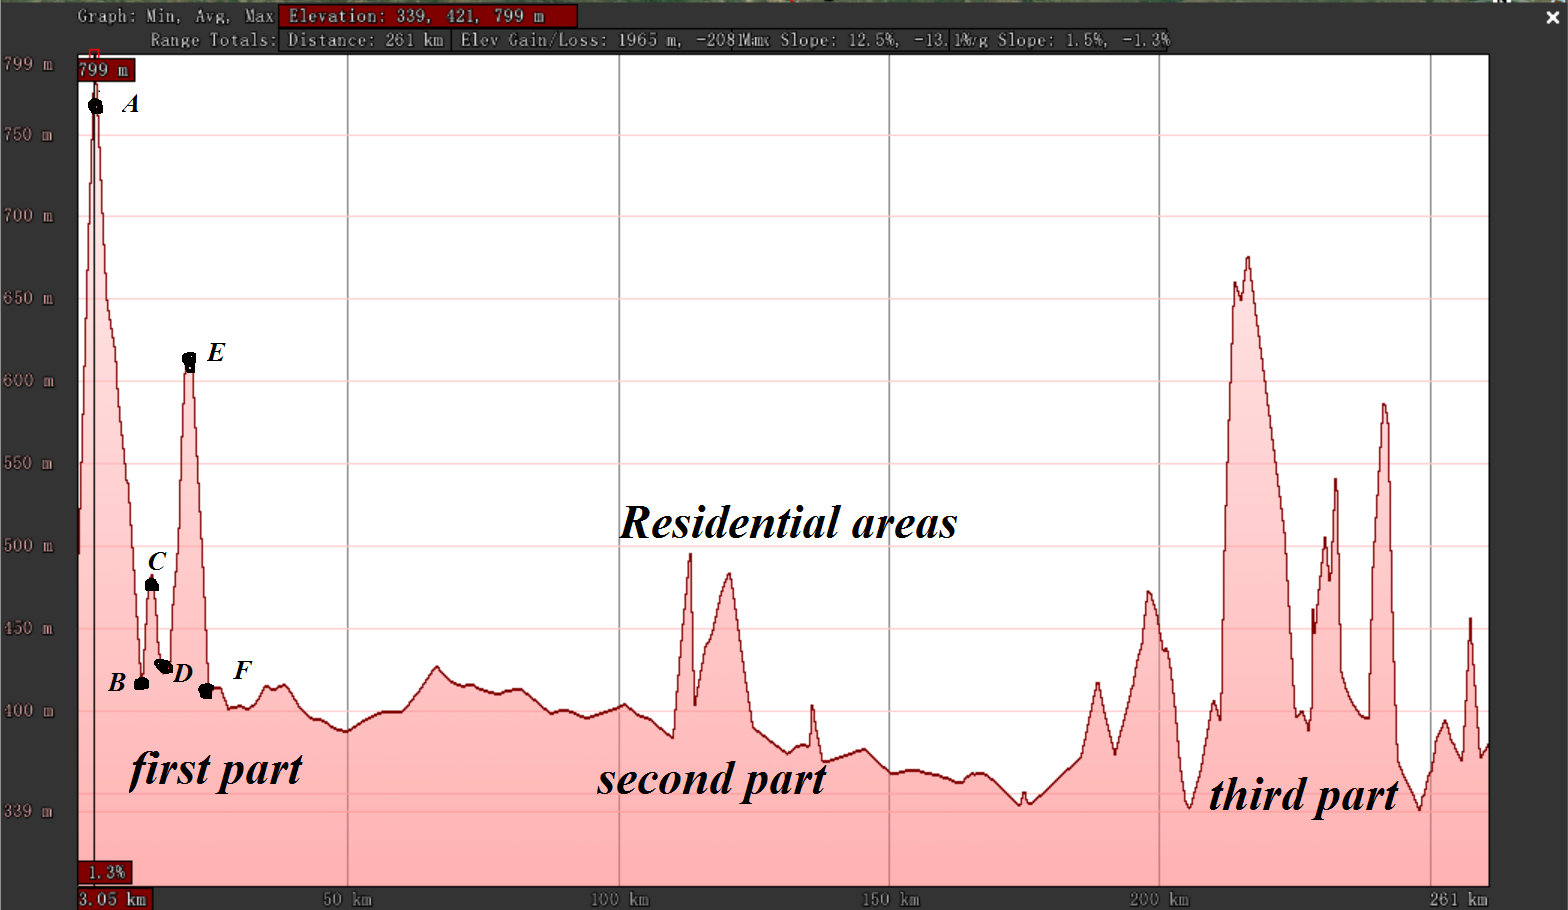 Graph: Min, Avg, Max Elevation: 339, 421, 799 m
Range Totals: Distance: 261 km Elev Gain/Loss: 1965 m, -2081 Max Slope: 12.5%, -13.1% Avg Slope: 1.5%, -1.3%
799 m
799 m
A
750 m
700 m
650 m
E
600 m
550 m
Residential areas
500 m
C
450 m
B
D
F
400 m
first part
second part
third part
339 m
1.3%
3.05 km
50 km
100 km
150 km
200 km
261 km